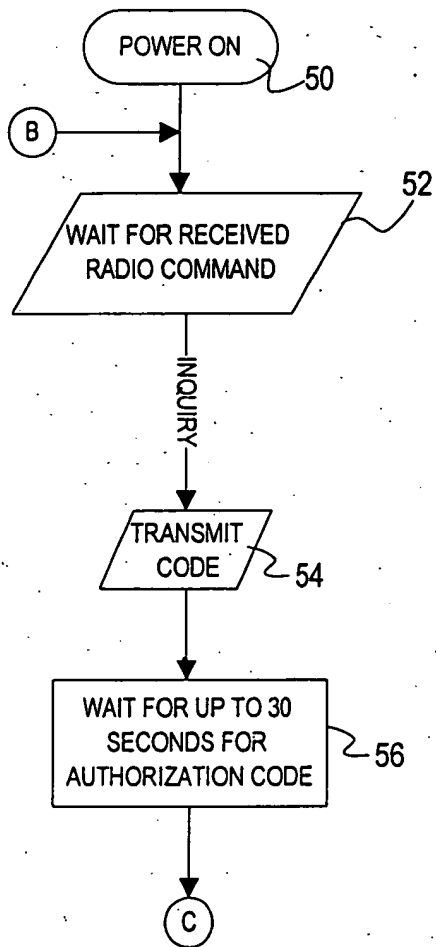 POWER ON
50
B
52
WAIT FOR RECEIVED
RADIO COMMAND
INQUIRY
TRANSMIT
CODE
54
WAIT FOR UP TO 30
SECONDS FOR
AUTHORIZATION CODE
56
C